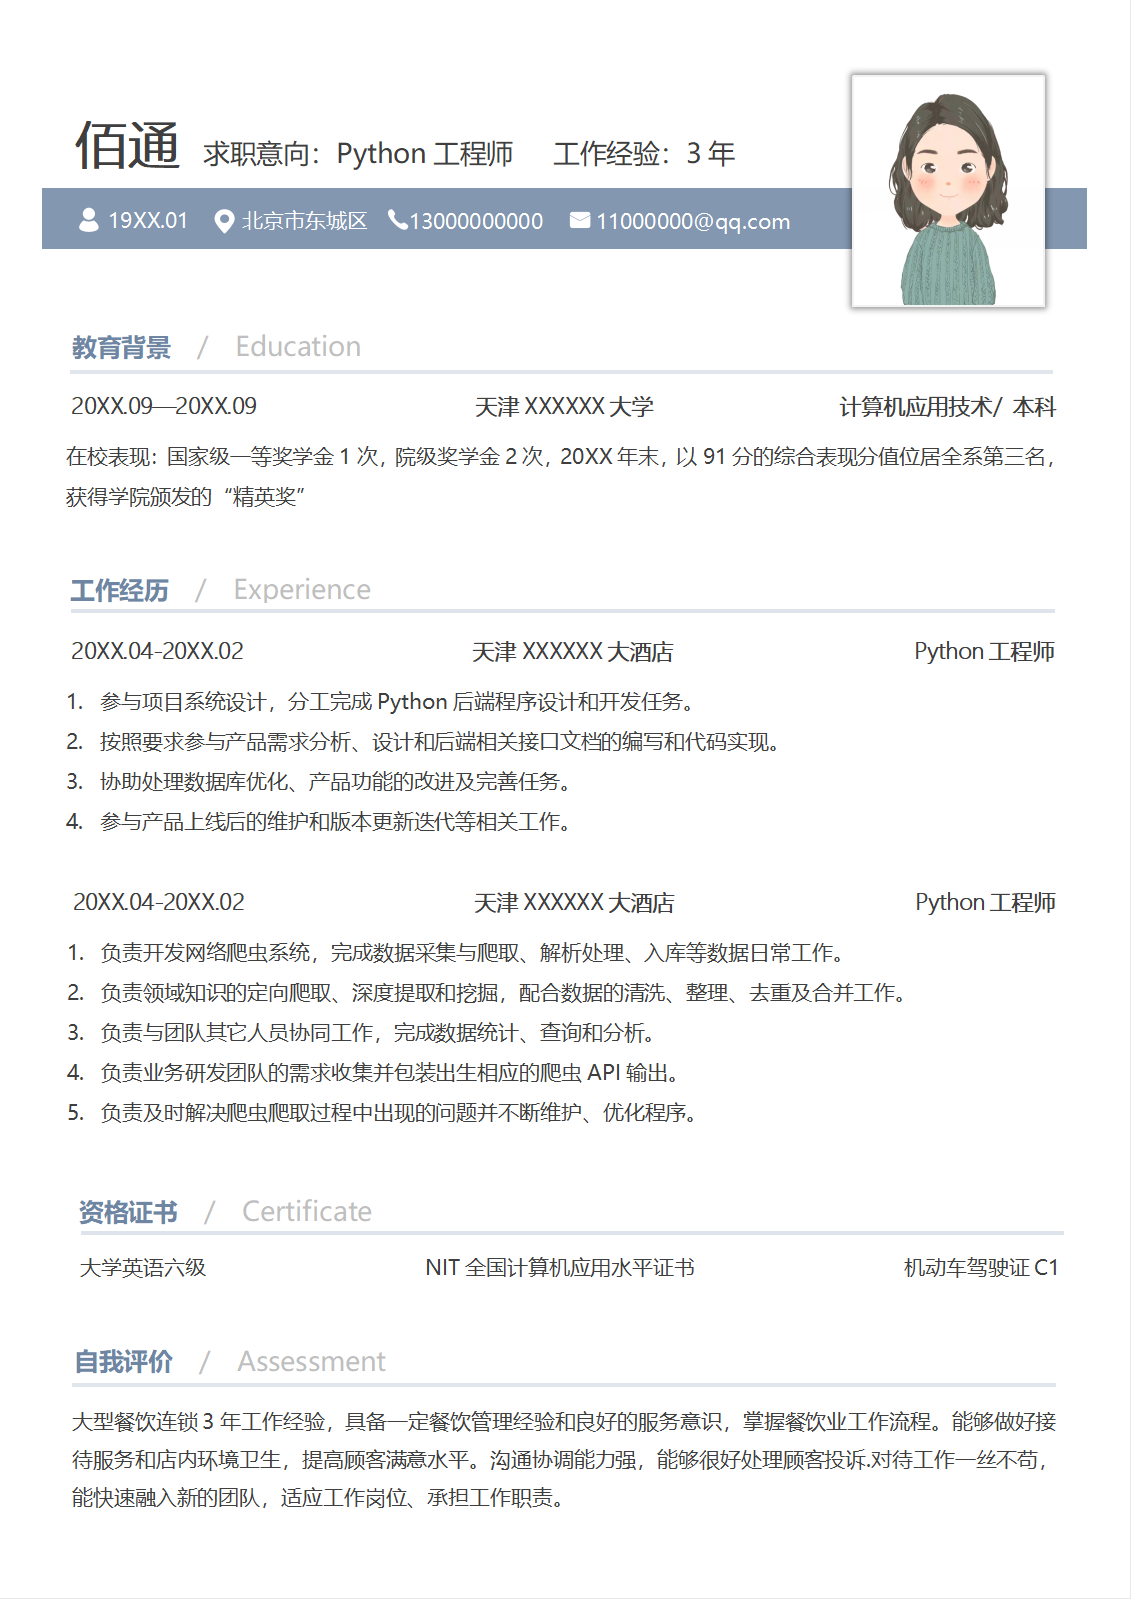 佰通 求职意向：Python 工程师 工作经验：3 年
19XX.01 北京市东城区 13000000000 11000000@qq.com
教育背景 / Education
20XX.09—20XX.09 天津 XXXXXX 大学 计算机应用技术/ 本科
在校表现：国家级一等奖学金 1 次，院级奖学金 2 次，20XX 年末，以 91 分的综合表现分值位居全系第三名，
获得学院颁发的“精英奖”
工作经历 / Experience
20XX.04-20XX.02 天津 XXXXXX 大酒店 Python 工程师
1. 参与项目系统设计，分工完成 Python 后端程序设计和开发任务。
2. 按照要求参与产品需求分析、设计和后端相关接口文档的编写和代码实现。
3. 协助处理数据库优化、产品功能的改进及完善任务。
4. 参与产品上线后的维护和版本更新迭代等相关工作。
20XX.04-20XX.02 天津 XXXXXX 大酒店 Python 工程师
1. 负责开发网络爬虫系统，完成数据采集与爬取、解析处理、入库等数据日常工作。
2. 负责领域知识的定向爬取、深度提取和挖掘，配合数据的清洗、整理、去重及合并工作。
3. 负责与团队其它人员协同工作，完成数据统计、查询和分析。
4. 负责业务研发团队的需求收集并包装出生相应的爬虫 API 输出。
5. 负责及时解决爬虫爬取过程中出现的问题并不断维护、优化程序。
资格证书 / Certificate
大学英语六级 NIT 全国计算机应用水平证书 机动车驾驶证 C1
自我评价 / Assessment
大型餐饮连锁 3 年工作经验，具备一定餐饮管理经验和良好的服务意识，掌握餐饮业工作流程。能够做好接
待服务和店内环境卫生，提高顾客满意水平。沟通协调能力强，能够很好处理顾客投诉.对待工作一丝不苟，
能快速融入新的团队，适应工作岗位、承担工作职责。